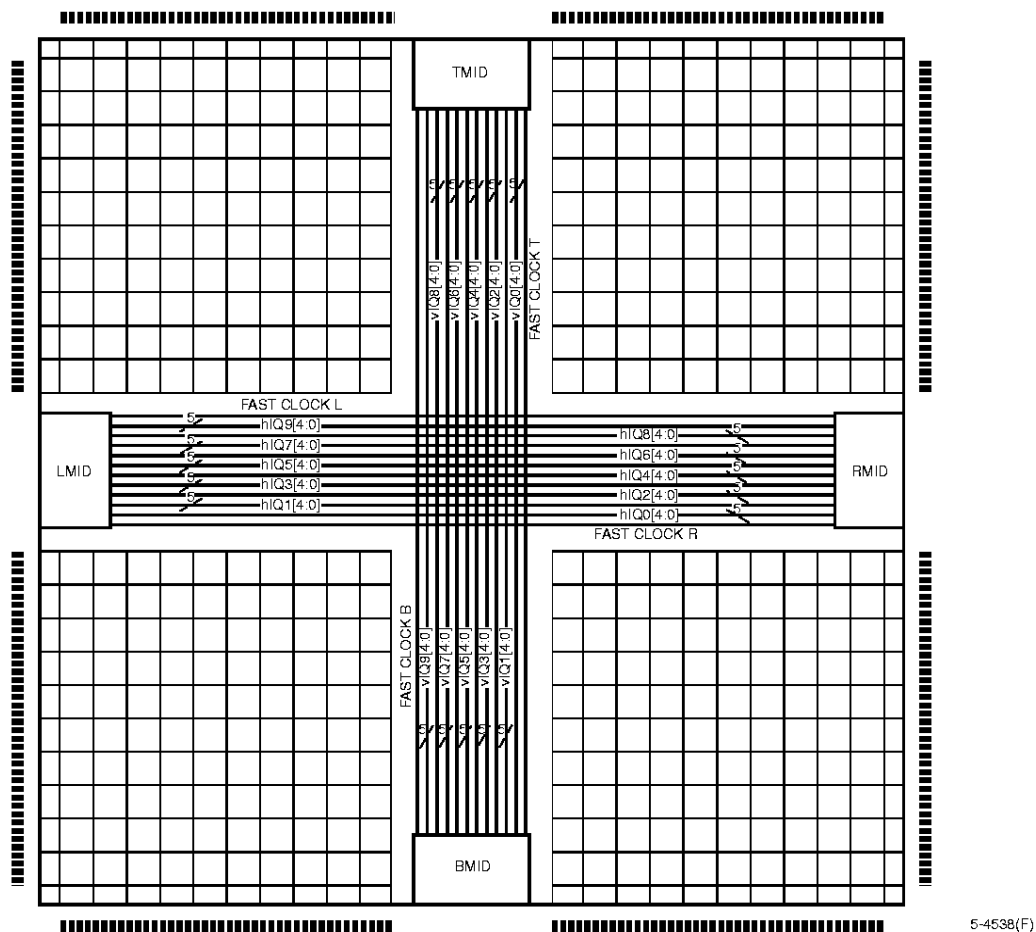 TMID
5 5 5 5 5
vIQ8[4:0]
vIQ6[4:0]
vIQ4[4:0]
vIQ2[4:0]
vIQ0[4:0]
FAST CLOCK T
FAST CLOCK L
5
hIQ9[4:0]
hIQ8[4:0]
5
5
hIQ7[4:0]
hIQ6[4:0]
5
5
hIQ5[4:0]
LMID
RMID
hIQ4[4:0]
5
5
hIQ3[4:0]
hIQ2[4:0]
5
5
hIQ1[4:0]
hIQ0[4:0]
5
FAST CLOCK R
FAST CLOCK B
vIQ9[4:0]
vIQ7[4:0]
vIQ5[4:0]
vIQ3[4:0]
vIQ1[4:0]
5 5 5 5 5
BMID
5-4538(F)